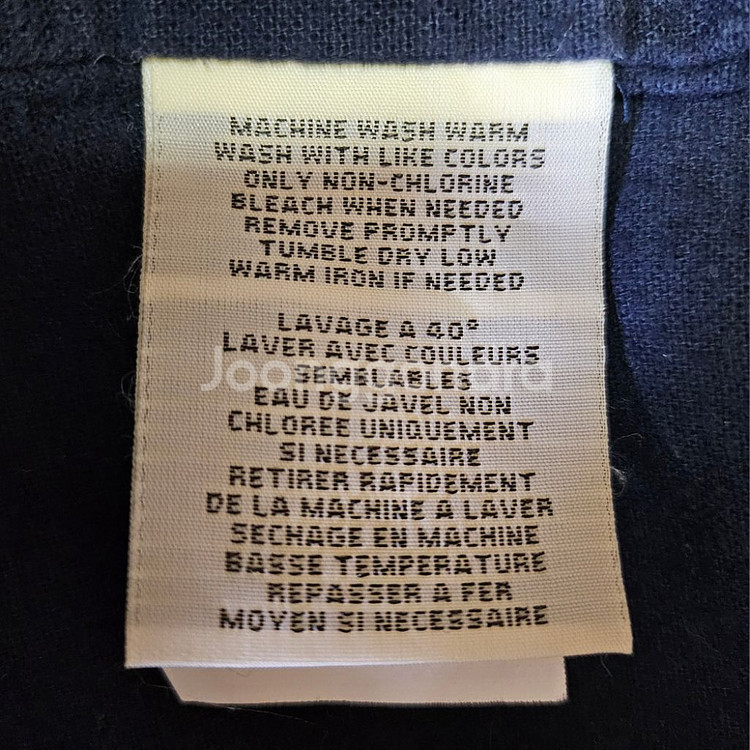 MACHINE WASH WARM
WASH WITH LIKE COLORS
ONLY NON-CHLORINE
BLEACH WHEN NEEDED
REMOVE PROMPTLY
TUMBLE DRY LOW
WARM IRON IF NEEDED
LAVAGE A 40°
LAVER AVEC COULEURS
SEMBLABLES
EAU DE JAVEL NON
CHLOREE UNIQUEMENT
SI NECESSAIRE
RETIRER RAPIDEMENT
DE LA MACHINE A LAVER
SECHAGE EN MACHINE
BASSE TEMPERATURE
REPASSER A FER
MOYEN SI NECESSAIRE